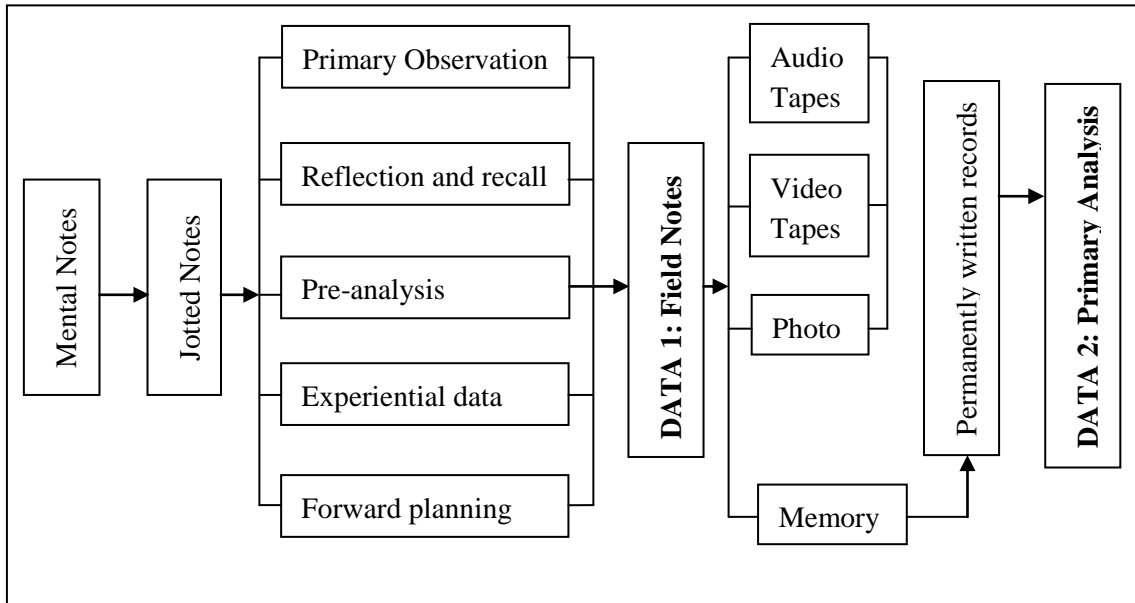 Mental Notes
Jotted Notes
Primary Observation
Reflection and recall
Pre-analysis
Experiential data
Forward planning
DATA 1: Field Notes
Audio
Tapes
Video
Tapes
Photo
Memory
Permanently written records
DATA 2: Primary Analysis